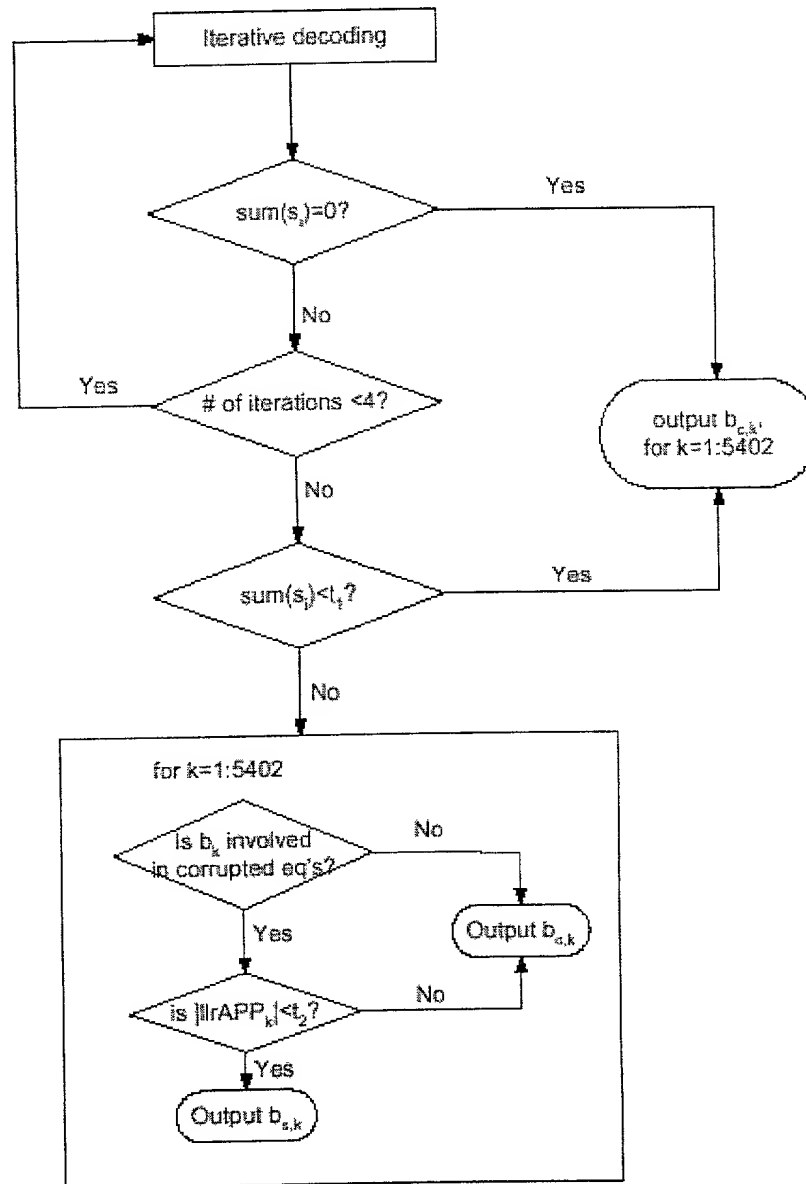 Iterative decoding
sum(s_i)=0?
Yes
No
# of iterations <4?
Yes
output b_c,k,
for k=1:5402
No
sum(s_i)<t_1?
Yes
No
for k=1:5402
Is b_k involved
in corrupted eq's?
No
Yes
Output b_c,k
is |llrAPP_k|<t_2?
No
Yes
Output b_s,k